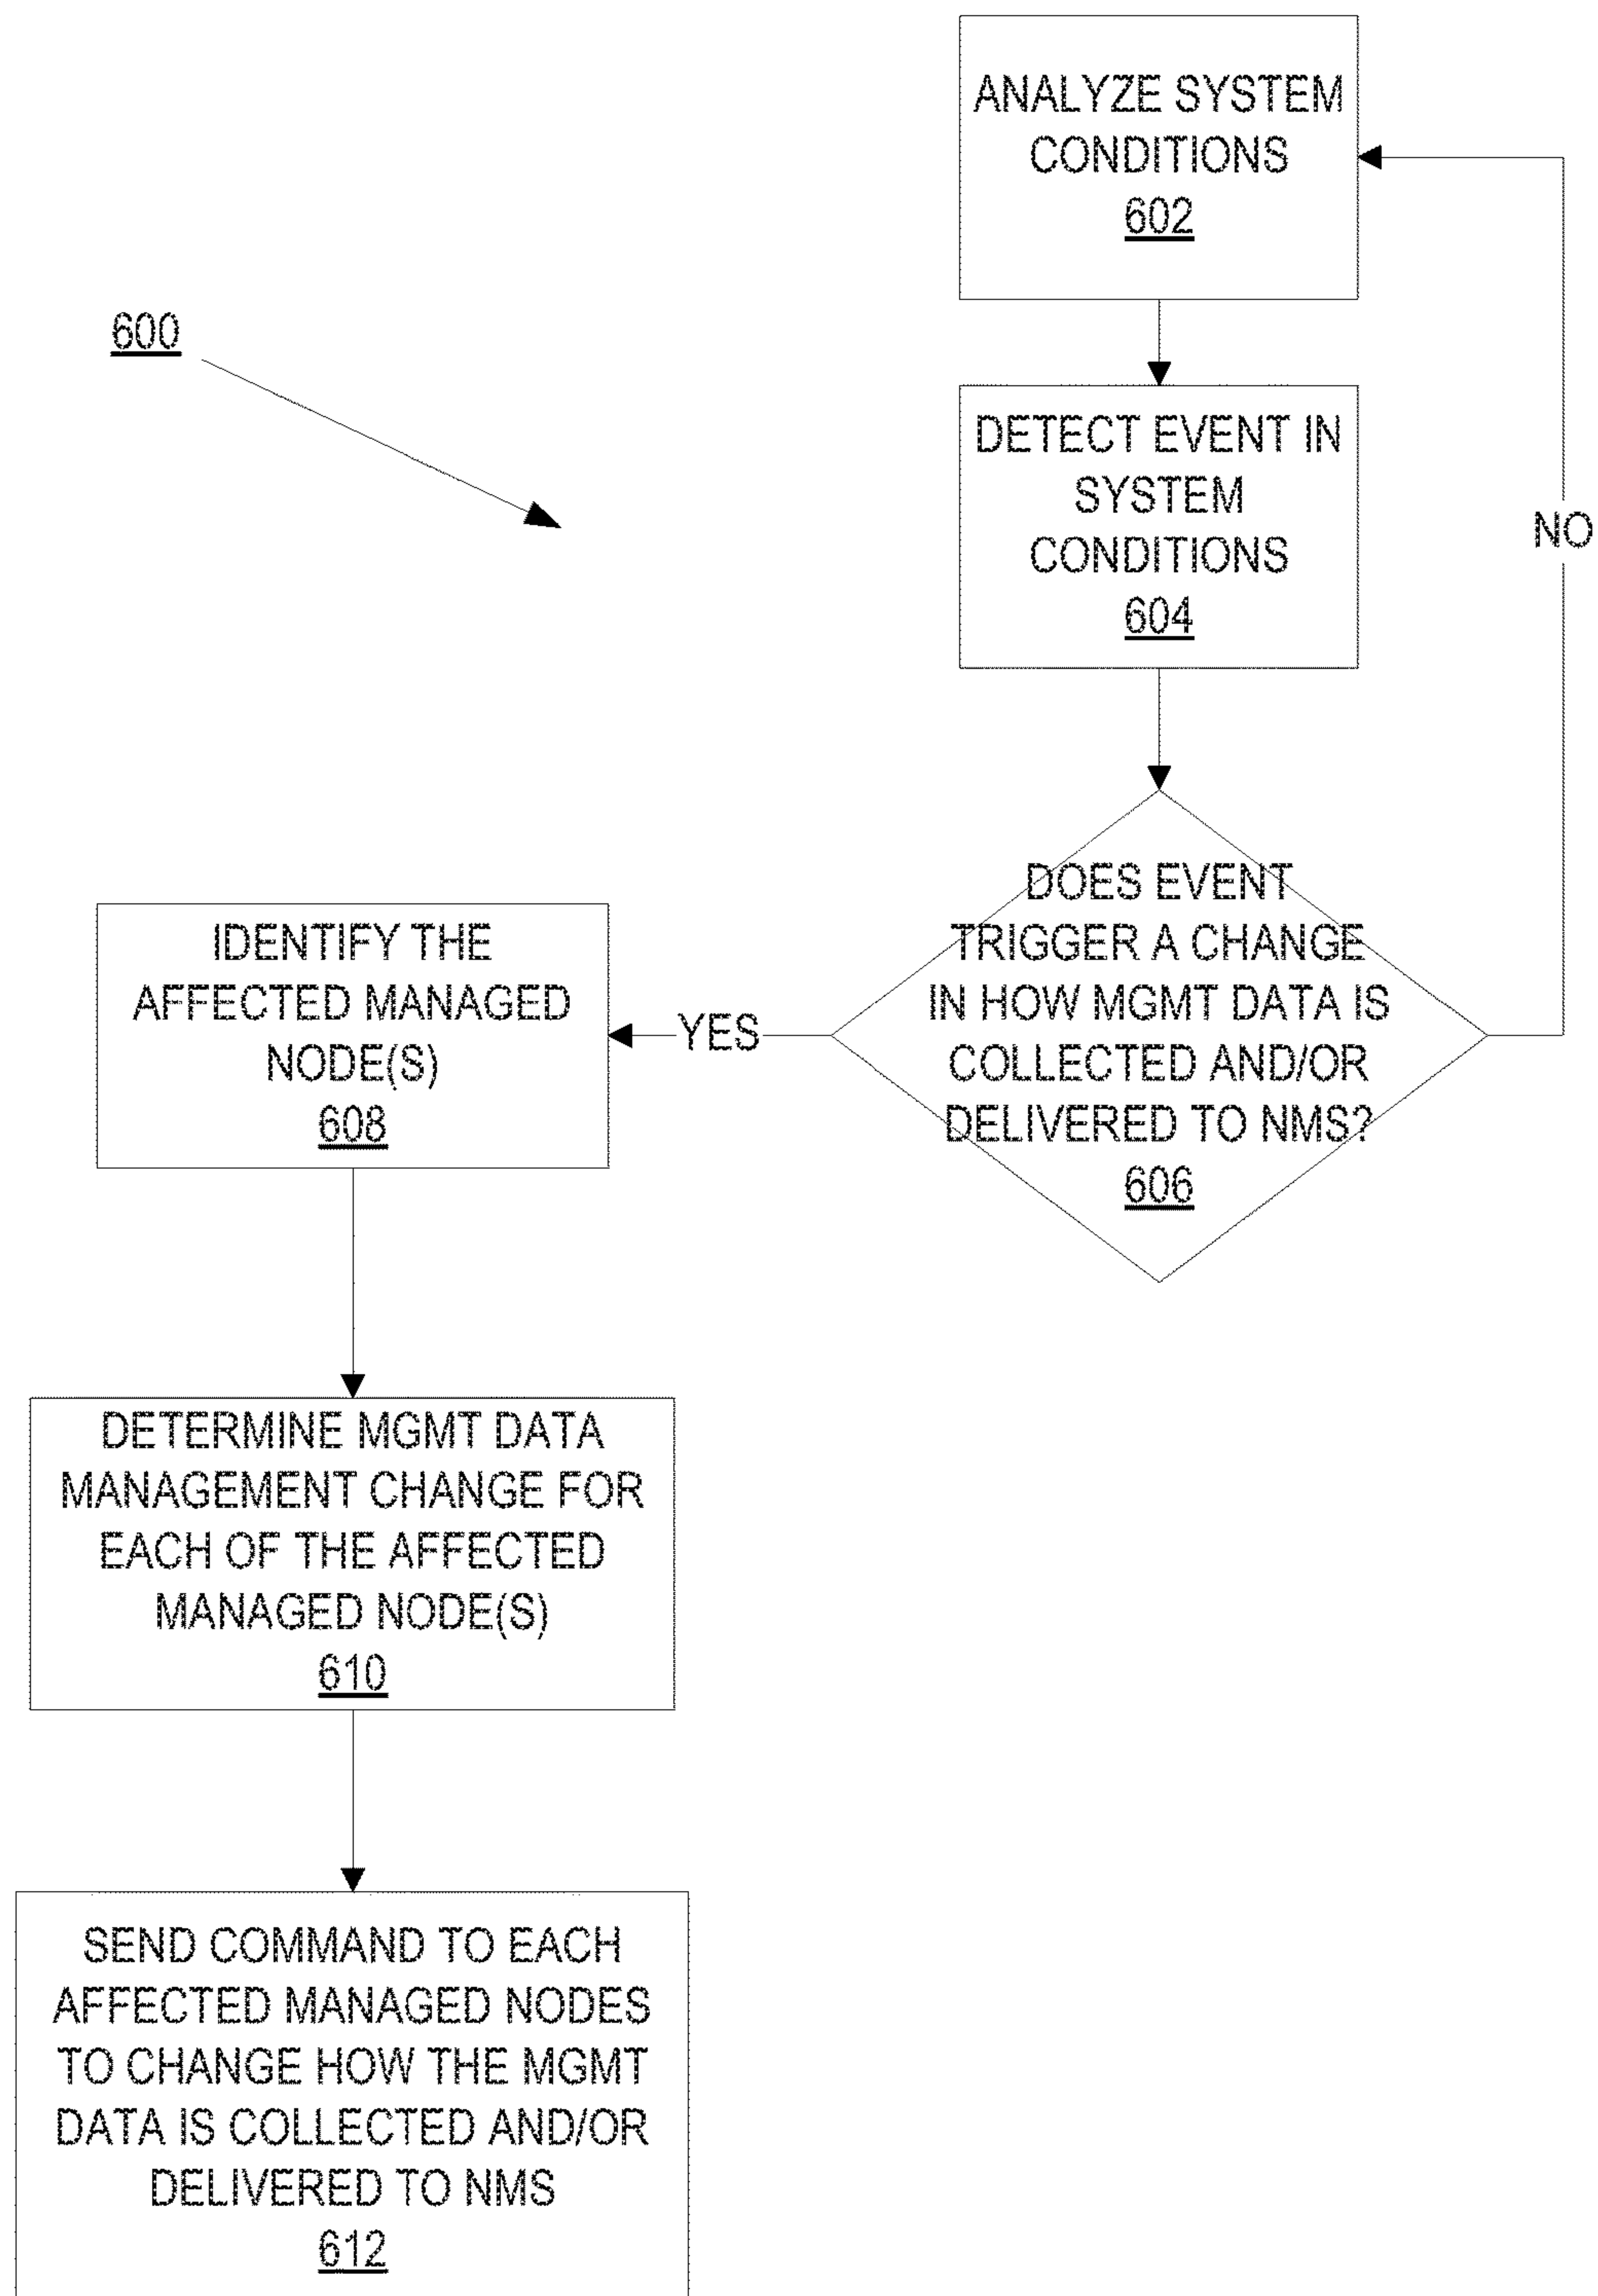 ANALYZE SYSTEM
CONDITIONS
602
600
DETECT EVENT IN
SYSTEM
CONDITIONS
604
NO
DOES EVENT
TRIGGER A CHANGE
IN HOW MGMT DATA IS
COLLECTED AND/OR
DELIVERED TO NMS?
606
YES
IDENTIFY THE
AFFECTED MANAGED
NODE(S)
608
DETERMINE MGMT DATA
MANAGEMENT CHANGE FOR
EACH OF THE AFFECTED
MANAGED NODE(S)
610
SEND COMMAND TO EACH
AFFECTED MANAGED NODES
TO CHANGE HOW THE MGMT
DATA IS COLLECTED AND/OR
DELIVERED TO NMS
612